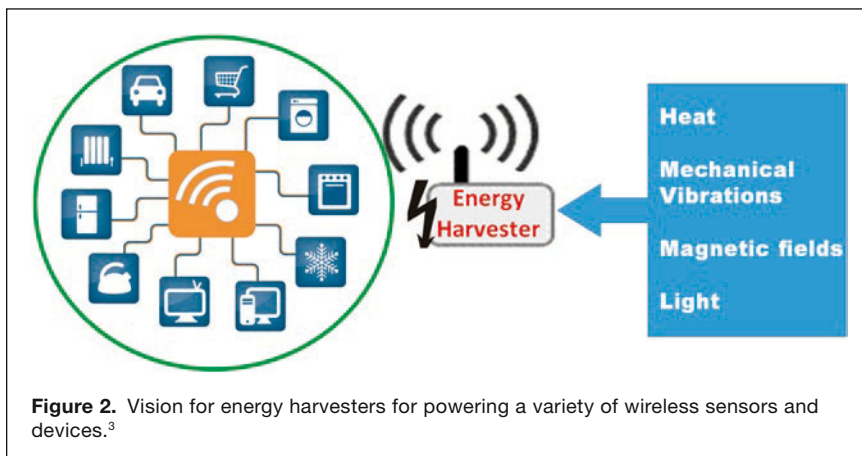 Energy
Harvester
Heat
Mechanical
Vibrations
Magnetic fields
Light
Figure 2. Vision for energy harvesters for powering a variety of wireless sensors and
devices.³